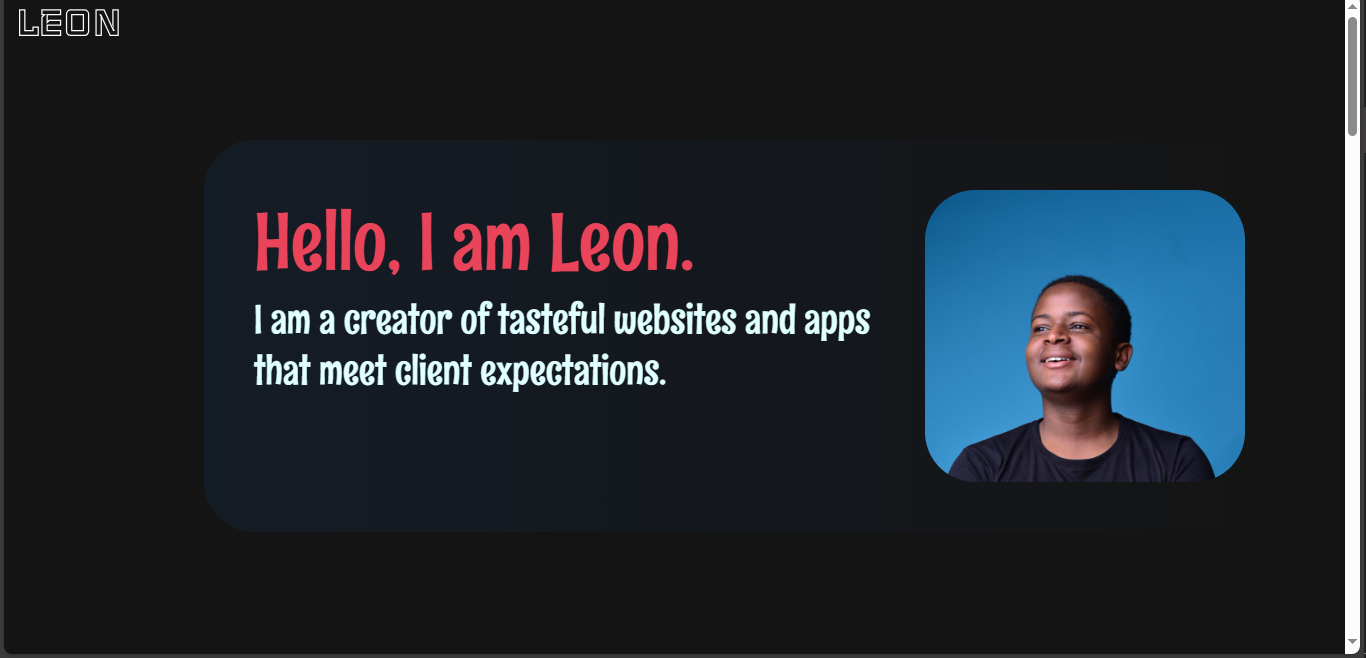 LEON
Hello, I am Leon.
I am a creator of tasteful websites and apps
that meet client expectations.